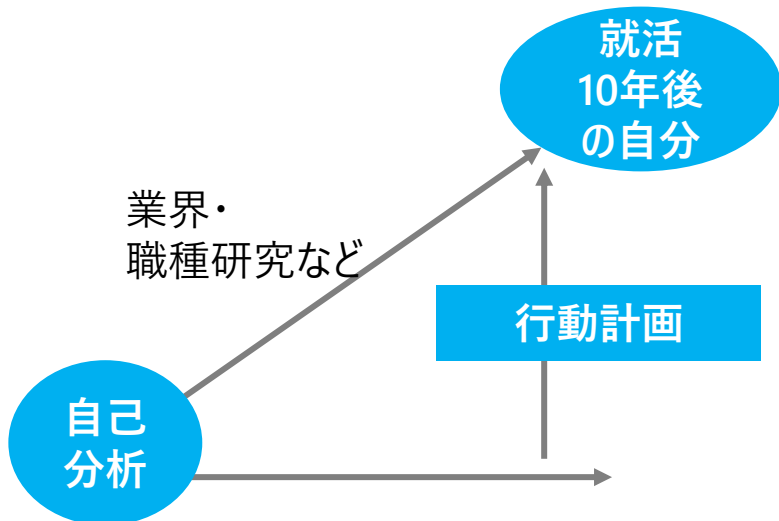 就活
10年後
の自分
業界・
職種研究など
行動計画
自己
分析